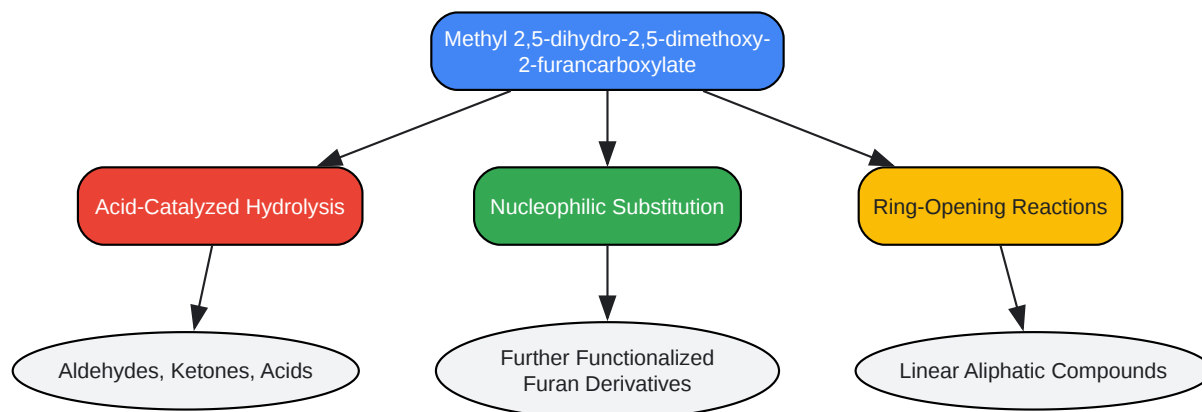 Methyl 2,5-dihydro-2,5-dimethoxy-
2-furancarboxylate
Acid-Catalyzed Hydrolysis
Nucleophilic Substitution
Ring-Opening Reactions
Aldehydes, Ketones, Acids
Further Functionalized
Furan Derivatives
Linear Aliphatic Compounds